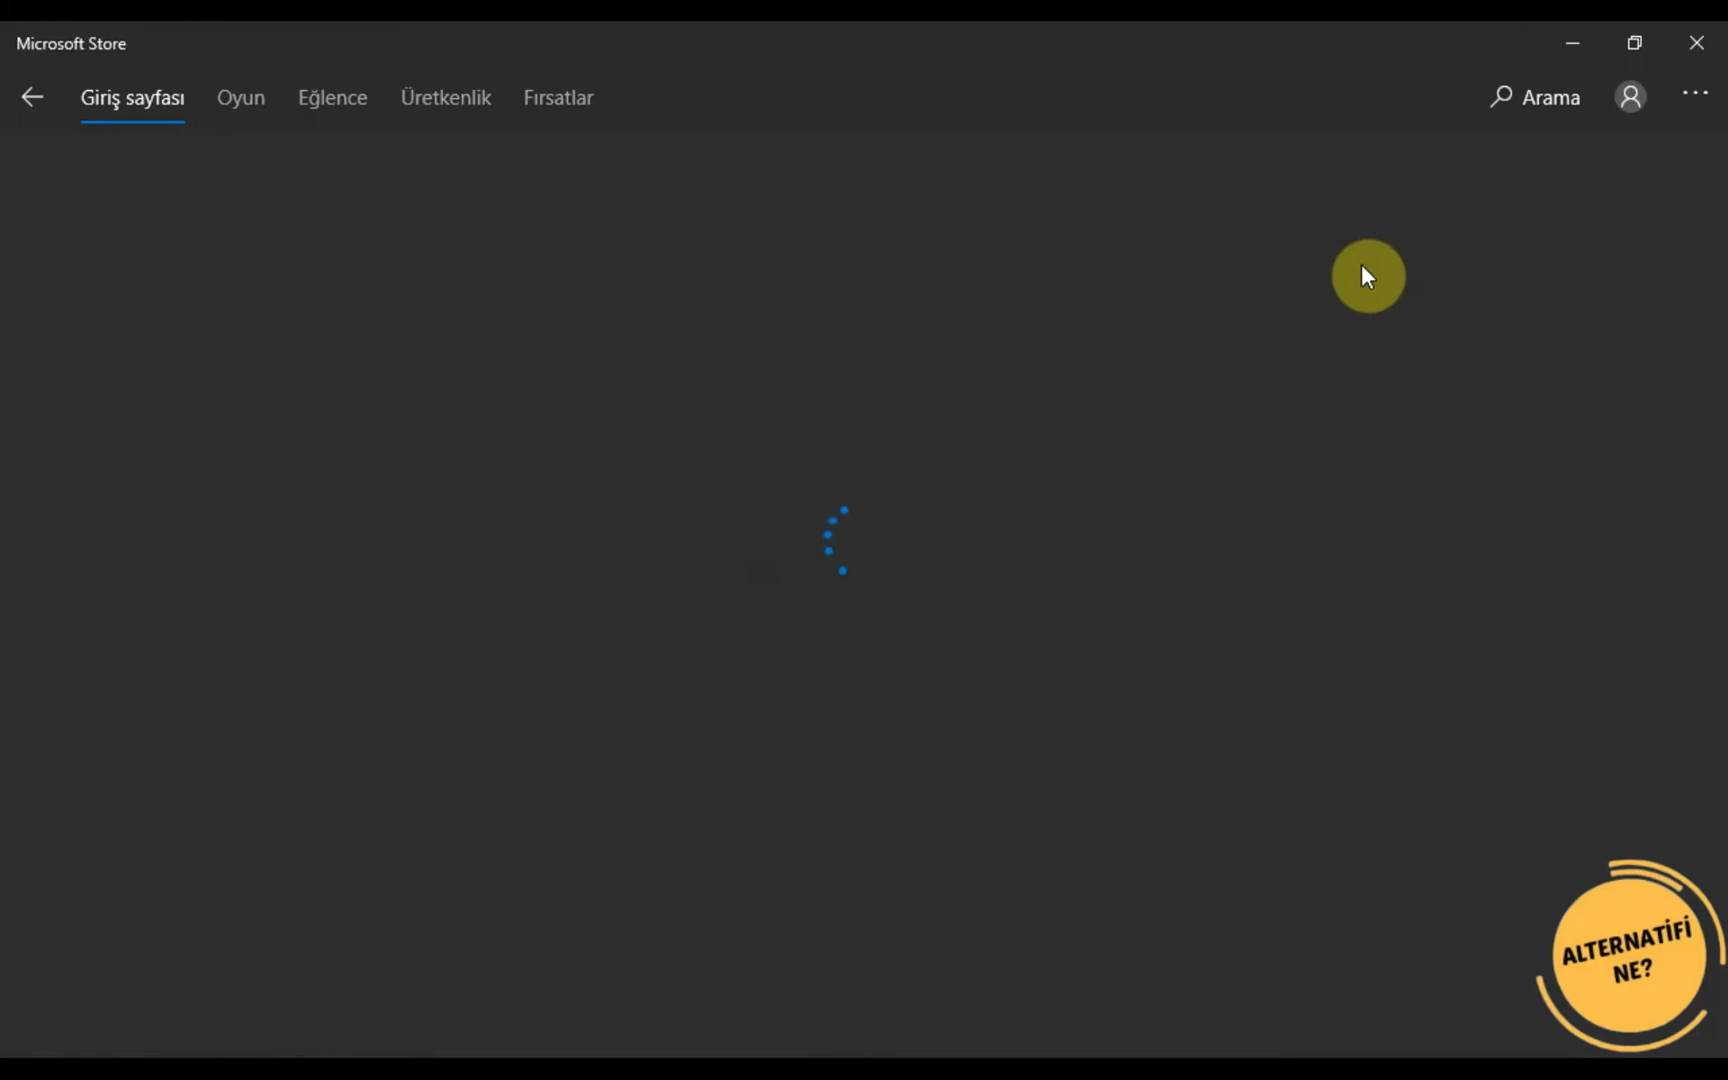 Microsoft Store
Giriş sayfası Oyun Eğlence Üretkenlik Fırsatlar Arama
ALTERNATİFİ
NE?